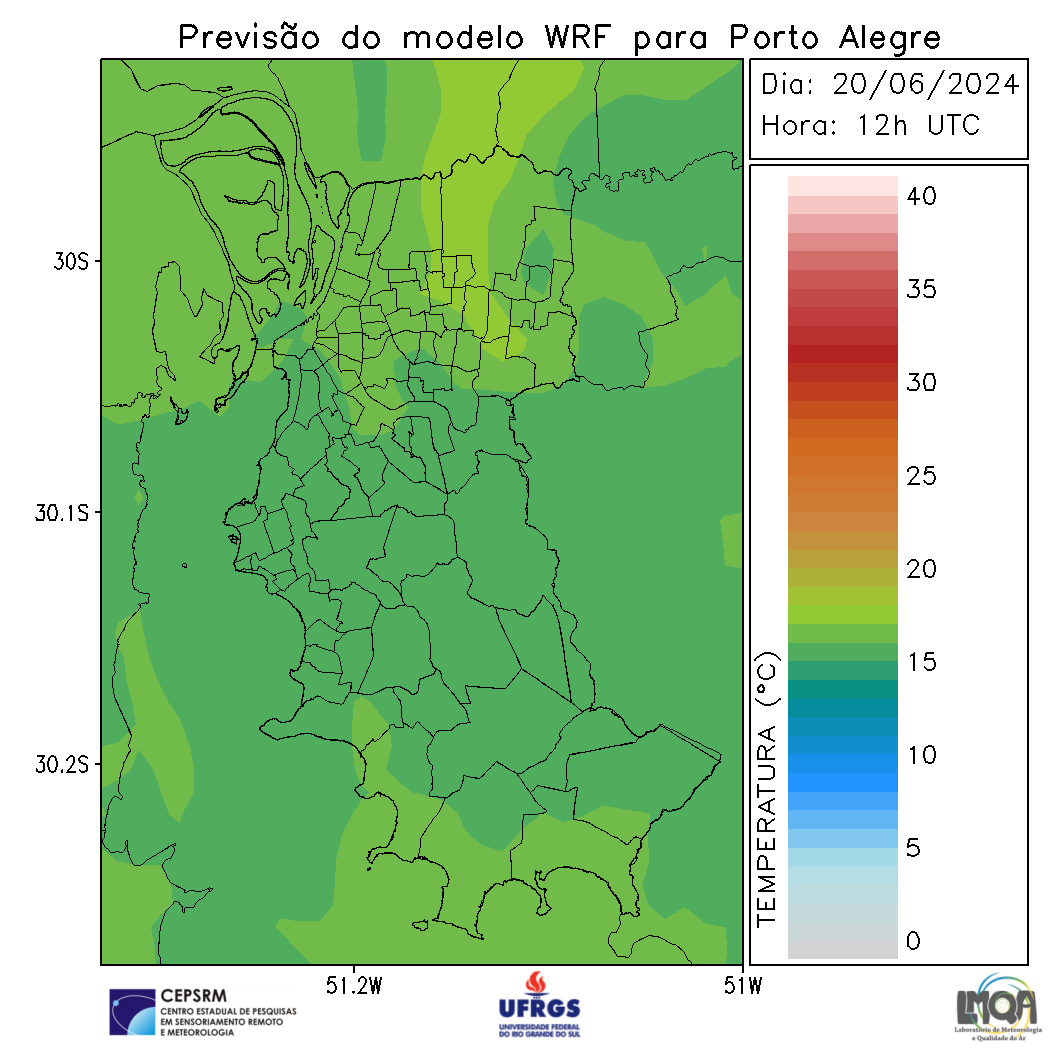 Previsão do modelo WRF para Porto Alegre
Dia: 20/06/2024
Hora: 12h UTC
40
35
30
25
20
15
10
5
0
TEMPERATURA (°C)
30S
30.1S
30.2S
51.2W
51W
CEPSRM
CENTRO ESTADUAL DE PESQUISAS
EM SENSORIAMENTO REMOTO
E METEOROLOGIA
UFRGS
UNIVERSIDADE FEDERAL
DO RIO GRANDE DO SUL
LMQA
Laboratório de Meteorologia
e Qualidade do Ar